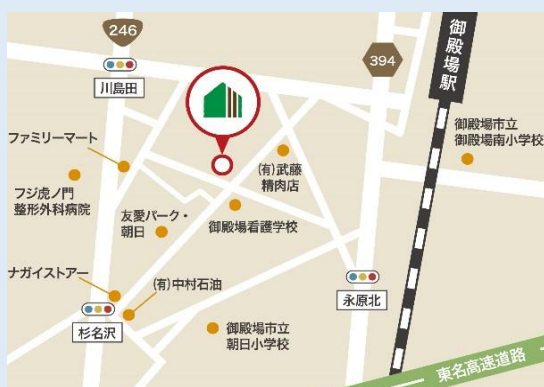 246
川島田
394
御殿場駅
ファミリーマート
フジ虎ノ門
整形外科病院
友愛パーク・
朝日
(有)武藤
精肉店
御殿場看護学校
御殿場市立
御殿場南小学校
ナガイストアー
(有)中村石油
杉名沢
御殿場市立
朝日小学校
永原北
東名高速道路